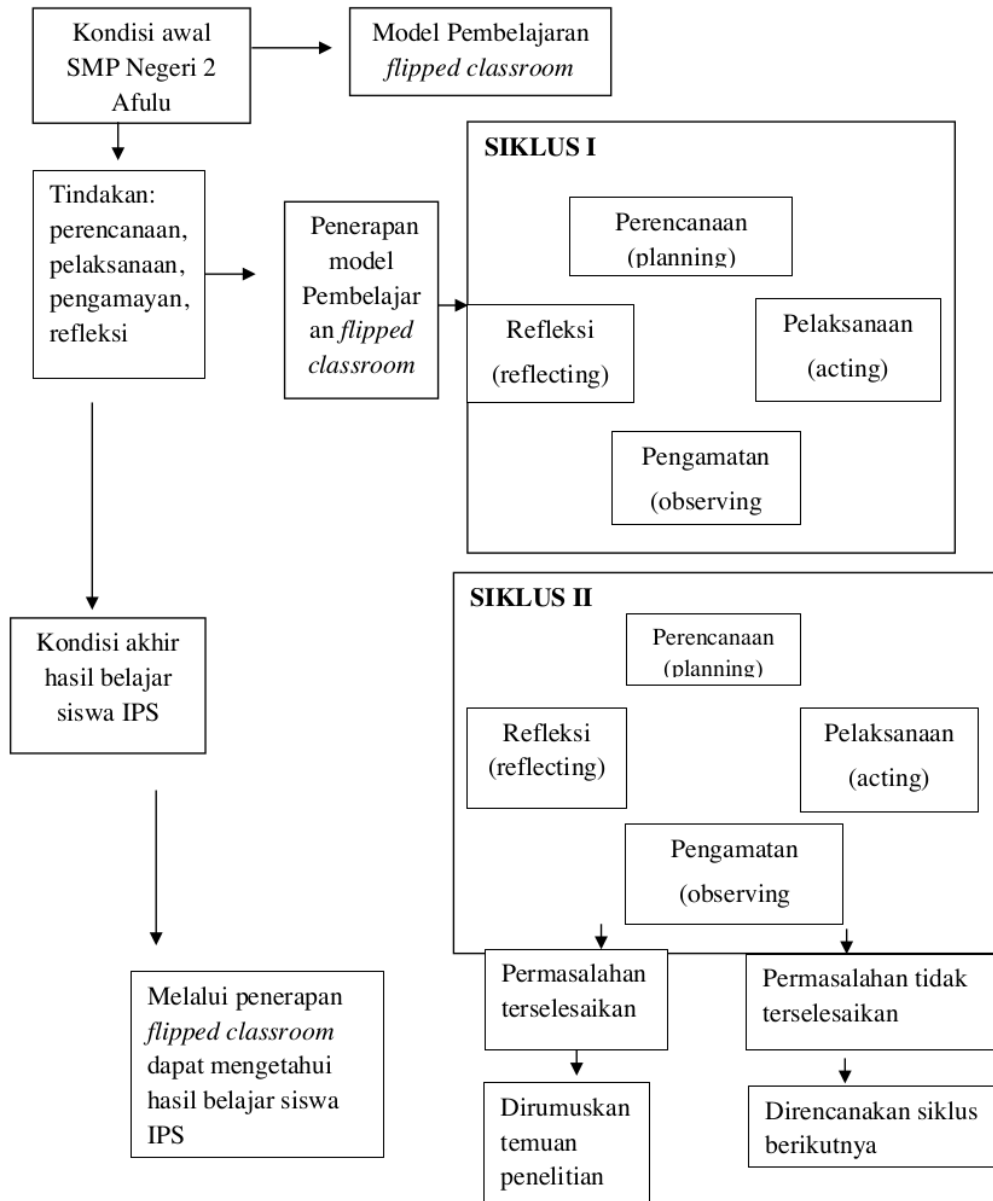 Kondisi awal
SMP Negeri 2
Afulu
Model Pembelajaran
flipped classroom
Tindakan:
perencanaan,
pelaksanaan,
pengamayan,
refleksi
Penerapan
model
Pembelajar
an flipped
classroom
SIKLUS I
Perencanaan
(planning)
Refleksi
(reflecting)
Pelaksanaan
(acting)
Pengamatan
(observing
Kondisi akhir
hasil belajar
siswa IPS
SIKLUS II
Perencanaan
(planning)
Refleksi
(reflecting)
Pelaksanaan
(acting)
Pengamatan
(observing
Melalui penerapan
flipped classroom
dapat mengetahui
hasil belajar siswa
IPS
Permasalahan
terselesaikan
Permasalahan tidak
terselesaikan
Dirumuskan
temuan
penelitian
Direncanakan siklus
berikutnya